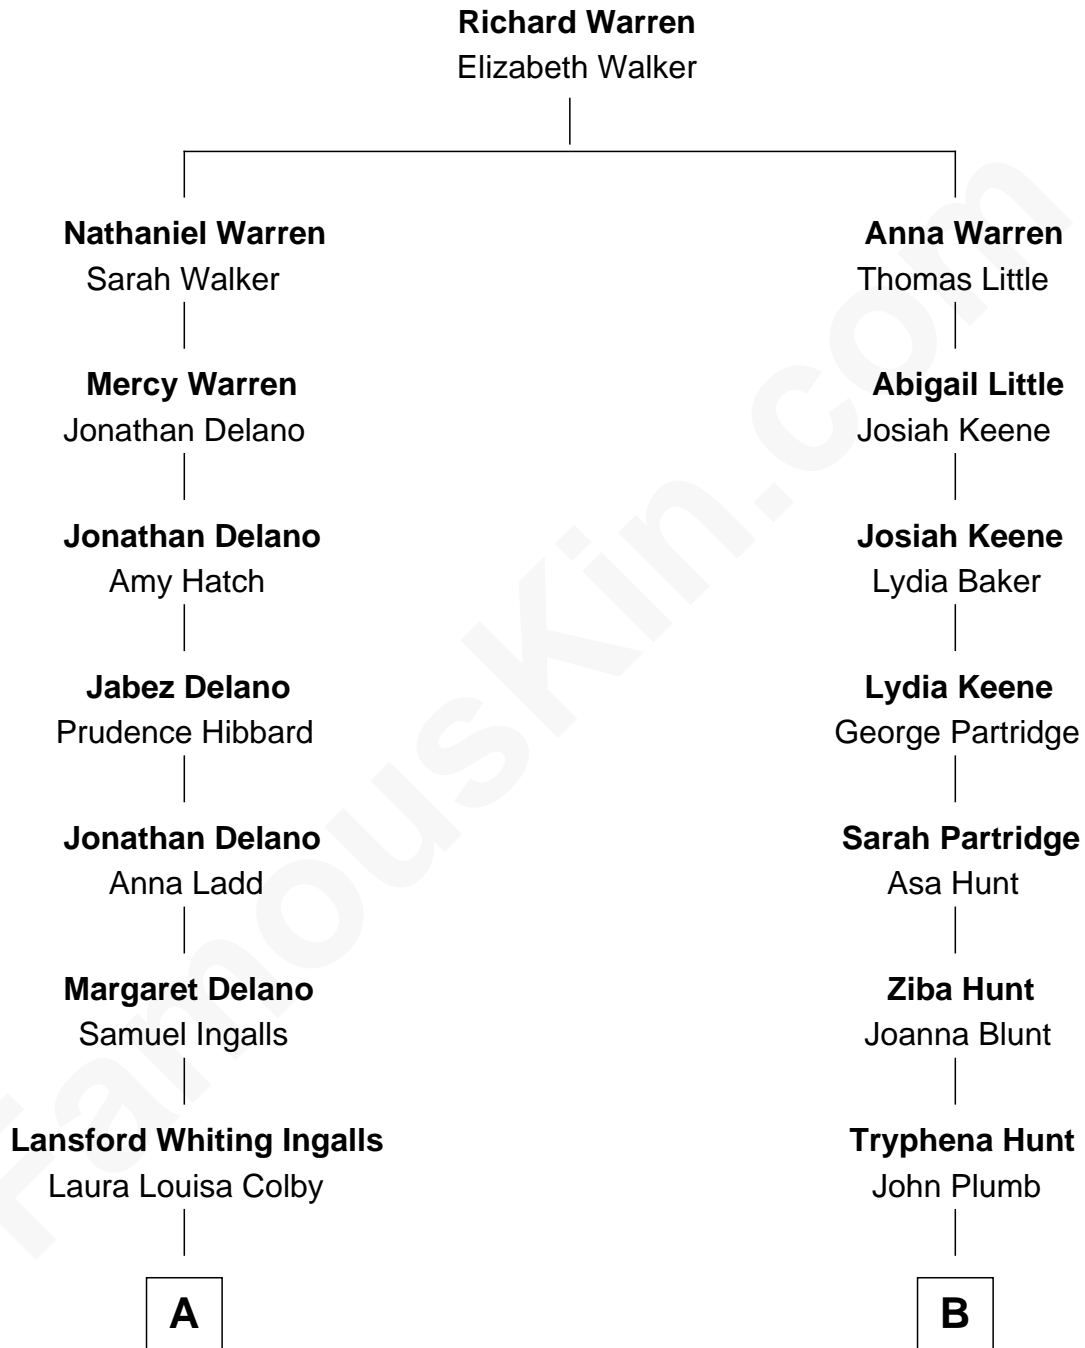 Richard Warren
Elizabeth Walker
Nathaniel Warren
Sarah Walker
Anna Warren
Thomas Little
Mercy Warren
Jonathan Delano
Abigail Little
Josiah Keene
Jonathan Delano
Amy Hatch
Josiah Keene
Lydia Baker
Jabez Delano
Prudence Hibbard
Lydia Keene
George Partridge
Jonathan Delano
Anna Ladd
Sarah Partridge
Asa Hunt
Margaret Delano
Samuel Ingalls
Ziba Hunt
Joanna Blunt
Lansford Whiting Ingalls
Laura Louisa Colby
Tryphena Hunt
John Plumb
A
B
FamousKin.com